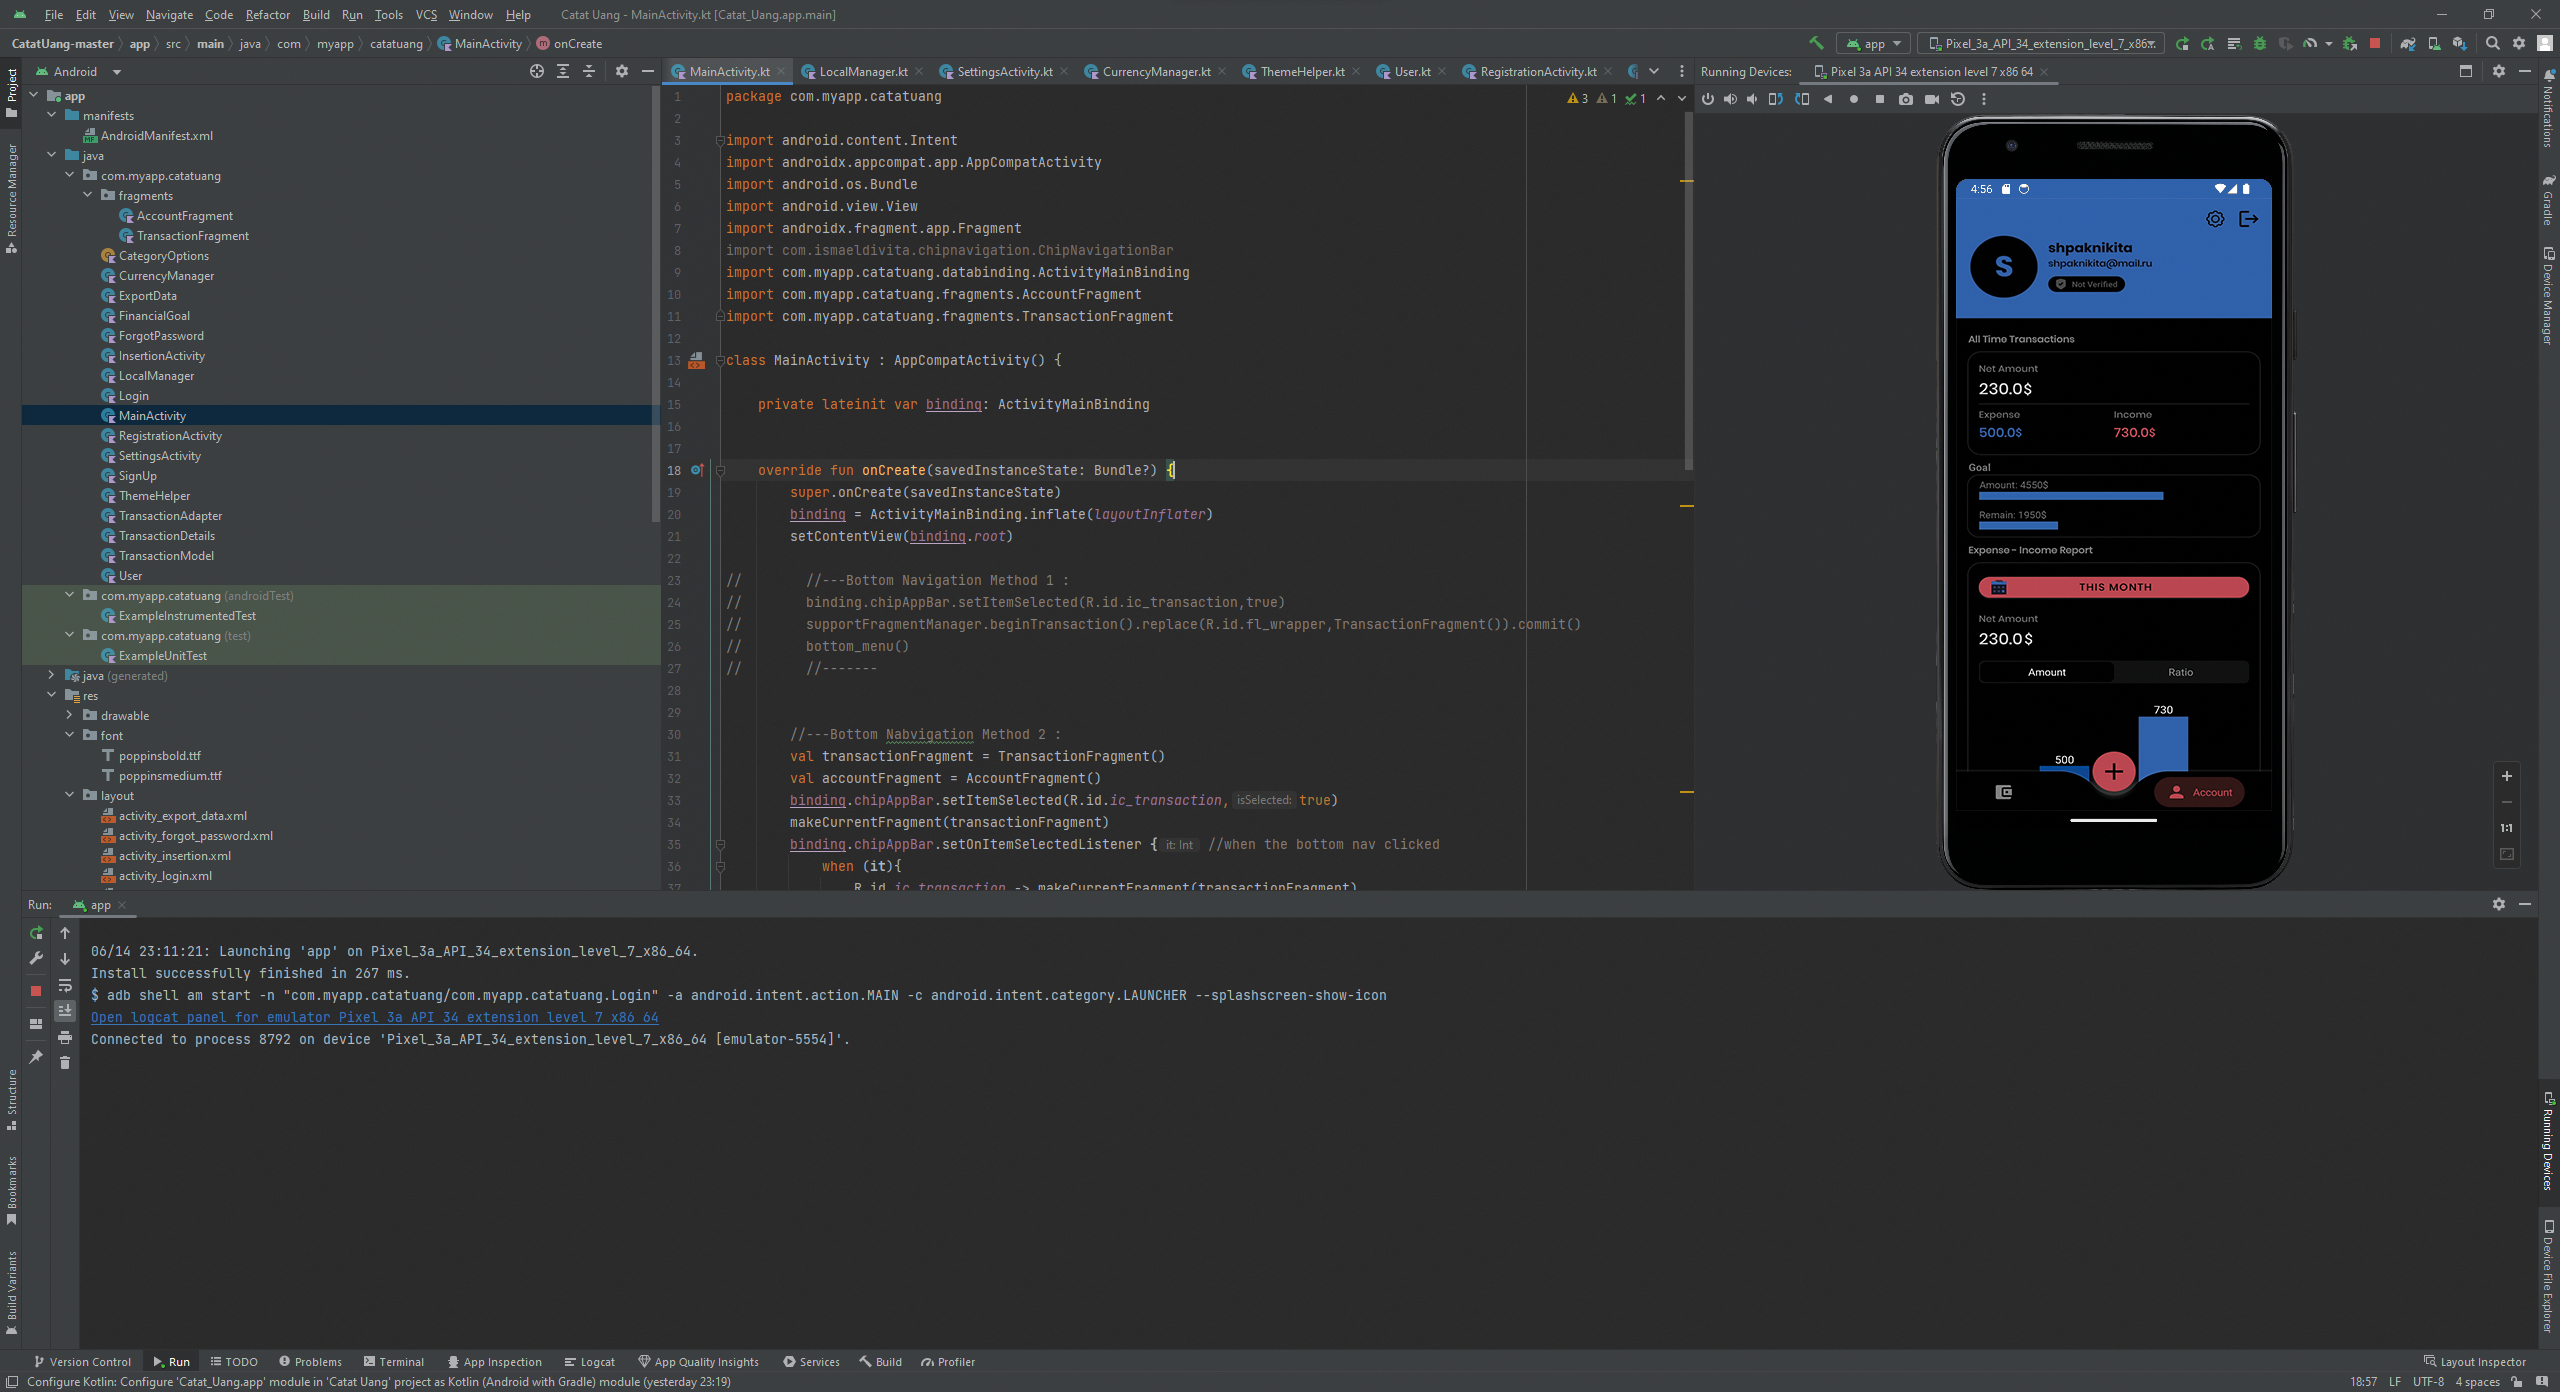 File Edit View Navigate Code Refactor Build Run Tools VCS Window Help Catat Uang - MainActivity.kt [Catat_Uang.app.main]
CatatUang-master app src main java com myapp catatuang MainActivity onCreate
app Pixel_3a_API_34_extension_level_7_x86
Project
Resource Manager
Structure
Bookmarks
Build Variants
Android
app
manifests
AndroidManifest.xml
java
com.myapp.catatuang
fragments
AccountFragment
TransactionFragment
CategoryOptions
CurrencyManager
ExportData
FinancialGoal
ForgotPassword
InsertionActivity
LocalManager
Login
MainActivity
RegistrationActivity
SettingsActivity
SignUp
ThemeHelper
TransactionAdapter
TransactionDetails
TransactionModel
User
com.myapp.catatuang (androidTest)
ExampleInstrumentedTest
com.myapp.catatuang (test)
ExampleUnitTest
java (generated)
res
drawable
font
poppinsbold.ttf
poppinsmedium.ttf
layout
activity_export_data.xml
activity_forgot_password.xml
activity_insertion.xml
activity_login.xml
MainActivity.kt LocalManager.kt SettingsActivity.kt CurrencyManager.kt ThemeHelper.kt User.kt RegistrationActivity.kt
3 1 1
1 package com.myapp.catatuang
2
3 import android.content.Intent
4 import androidx.appcompat.app.AppCompatActivity
5 import android.os.Bundle
6 import android.view.View
7 import androidx.fragment.app.Fragment
8 import com.ismaeldivita.chipnavigation.ChipNavigationBar
9 import com.myapp.catatuang.databinding.ActivityMainBinding
10 import com.myapp.catatuang.fragments.AccountFragment
11 import com.myapp.catatuang.fragments.TransactionFragment
12
13 class MainActivity : AppCompatActivity() {
14
15 private lateinit var binding: ActivityMainBinding
16
17
18 override fun onCreate(savedInstanceState: Bundle?) {
19 super.onCreate(savedInstanceState)
20 binding = ActivityMainBinding.inflate(layoutInflater)
21 setContentView(binding.root)
22
23 // //---Bottom Navigation Method 1 :
24 // binding.chipAppBar.setItemSelected(R.id.ic_transaction,true)
25 // supportFragmentManager.beginTransaction().replace(R.id.fl_wrapper,TransactionFragment()).commit()
26 // bottom_menu()
27 // //-------
28
29
30 //---Bottom Nabvigation Method 2 :
31 val transactionFragment = TransactionFragment()
32 val accountFragment = AccountFragment()
33 binding.chipAppBar.setItemSelected(R.id.ic_transaction, isSelected: true)
34 makeCurrentFragment(transactionFragment)
35 binding.chipAppBar.setOnItemSelectedListener { it: Int //when the bottom nav clicked
36 when (it){
37 R.id.ic_transaction -> makeCurrentFragment(transactionFragment)
Running Devices: Pixel 3a API 34 extension level 7 x86 64
4:56
shpaknikita
S
shpaknikita@mail.ru
Not Verified
All Time Transactions
Net Amount
230.0$
Expense Income
500.0$ 730.0$
Goal
Amount: 4550$
Remain: 1950$
Expense - Income Report
THIS MONTH
Net Amount
230.0$
Amount Ratio
730
500
Account
1:1
Notifications
Gradle
Device Manager
Running Devices
Device File Explorer
Run: app
06/14 23:11:21: Launching 'app' on Pixel_3a_API_34_extension_level_7_x86_64.
Install successfully finished in 267 ms.
$ adb shell am start -n "com.myapp.catatuang/com.myapp.catatuang.Login" -a android.intent.action.MAIN -c android.intent.category.LAUNCHER --splashscreen-show-icon
Open logcat panel for emulator Pixel 3a API 34 extension level 7 x86 64
Connected to process 8792 on device 'Pixel_3a_API_34_extension_level_7_x86_64 [emulator-5554]'.
Version Control Run TODO Problems Terminal App Inspection Logcat App Quality Insights Services Build Profiler Layout Inspector
Configure Kotlin: Configure 'Catat_Uang.app' module in 'Catat Uang' project as Kotlin (Android with Gradle) module (yesterday 23:19) 18:57 LF UTF-8 4 spaces